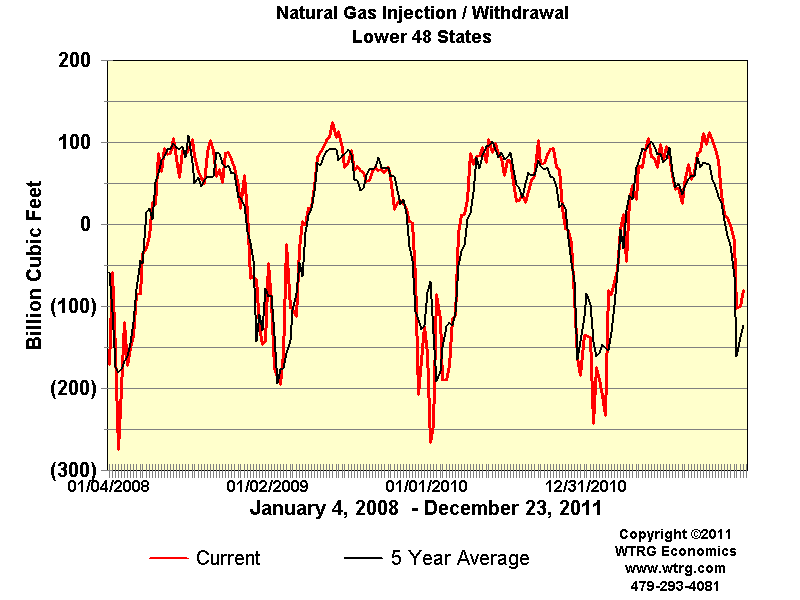 Natural Gas Injection / Withdrawal
Lower 48 States
200
100
0
(100)
(200)
(300)
Billion Cubic Feet
01/04/2008 01/02/2009 01/01/2010 12/31/2010
January 4, 2008 - December 23, 2011
Current 5 Year Average
Copyright ©2011
WTRG Economics
www.wtrg.com
479-293-4081